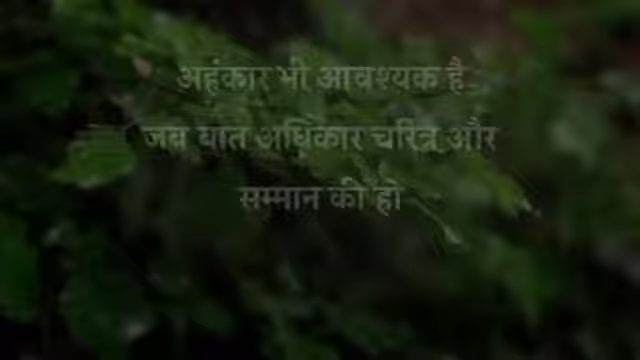 अहंकार भी आवश्यक है
जब बात अधिकार चरित्र और
सम्मान की हो